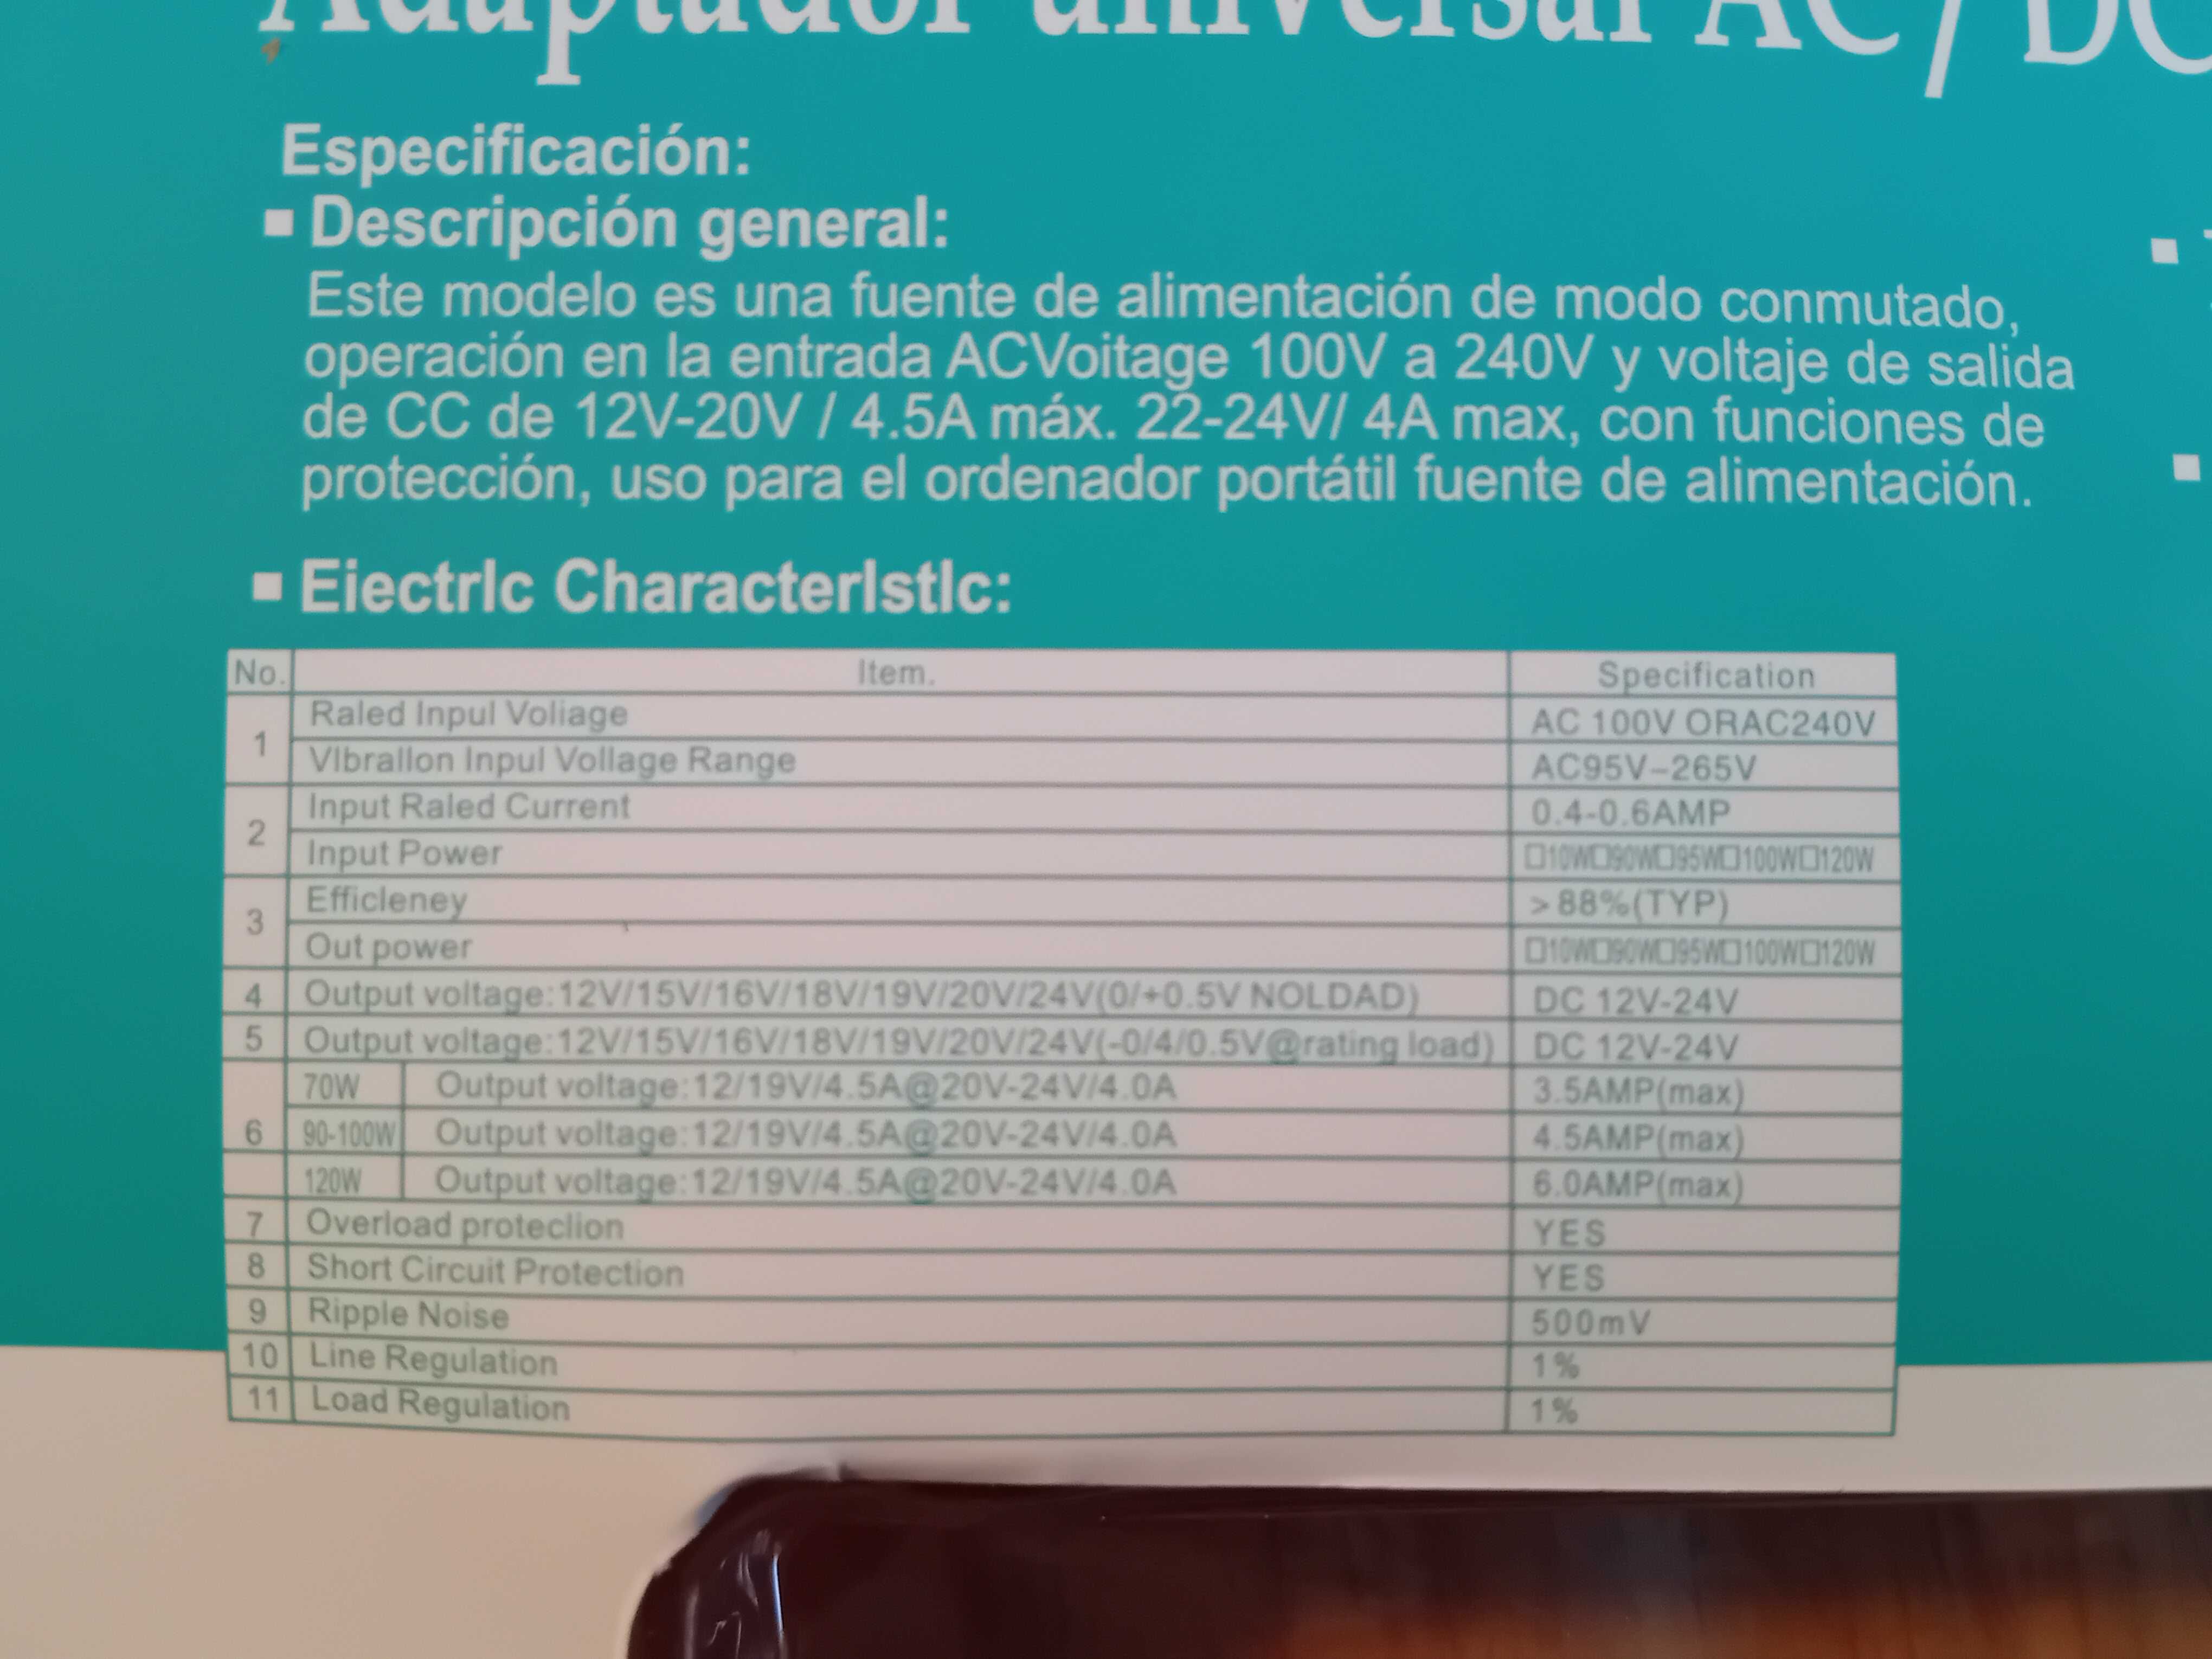 Adaptador universal AC/DC
Especificación:
▪ Descripción general:
Este modelo es una fuente de alimentación de modo conmutado,
operación en la entrada ACVoitage 100V a 240V y voltaje de salida
de CC de 12V-20V / 4.5A máx. 22-24V/ 4A max, con funciones de
protección, uso para el ordenador portátil fuente de alimentación.
▪ EiectrIc CharacterIstIc:
No. Item. Specification
1 Raled Inpul Voliage AC 100V ORAC240V
VIbralIon Inpul Vollage Range AC95V–265V
2 Input Raled Current 0.4-0.6AMP
Input Power □10W□90W□95W□100W□120W
3 Efficleney >88%(TYP)
Out power □10W□90W□95W□100W□120W
4 Output voltage:12V/15V/16V/18V/19V/20V/24V(0/+0.5V NOLDAD) DC 12V-24V
5 Output voltage:12V/15V/16V/18V/19V/20V/24V(-0/4/0.5V@rating load) DC 12V-24V
6 70W Output voltage:12/19V/4.5A@20V-24V/4.0A 3.5AMP(max)
90-100W Output voltage:12/19V/4.5A@20V-24V/4.0A 4.5AMP(max)
120W Output voltage:12/19V/4.5A@20V-24V/4.0A 6.0AMP(max)
7 Overload proteclion YES
8 Short Circuit Protection YES
9 Ripple Noise 500mV
10 Line Regulation 1%
11 Load Regulation 1%